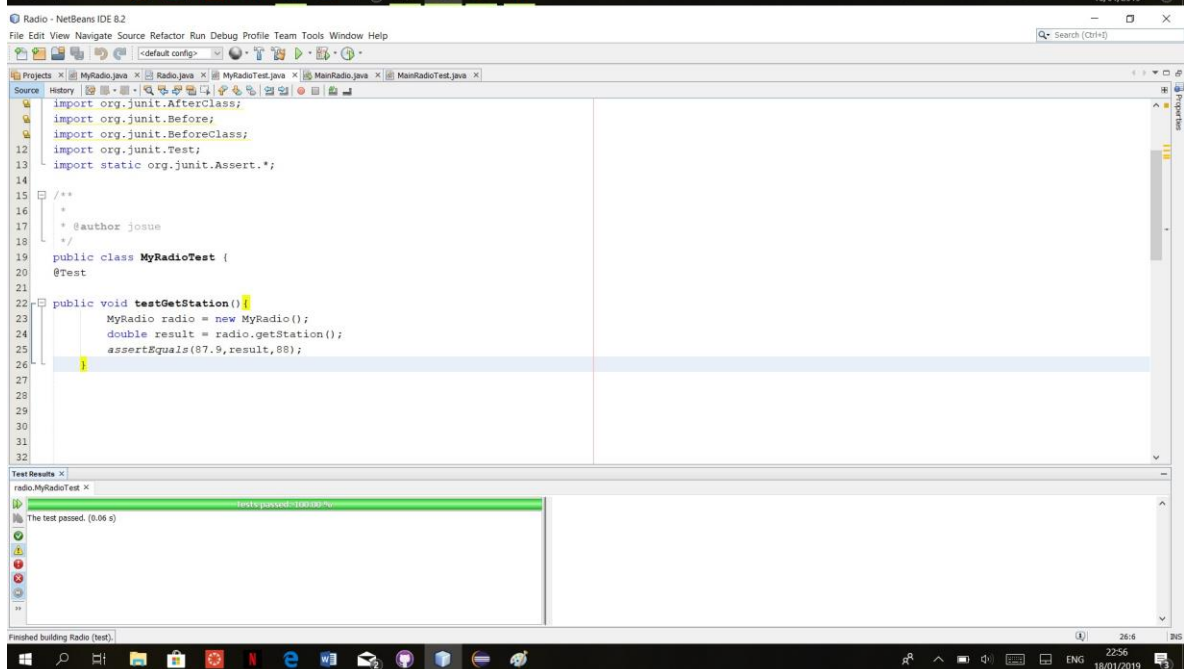 Radio - NetBeans IDE 8.2
File Edit View Navigate Source Refactor Run Debug Profile Team Tools Window Help
Search (Ctrl+I)
<default config>
Projects MyRadio.java Radio.java MyRadioTest.java MainRadio.java MainRadioTest.java
Source History
Properties
import org.junit.AfterClass;
import org.junit.Before;
import org.junit.BeforeClass;
12 import org.junit.Test;
13 import static org.junit.Assert.*;
14
15 /**
16 *
17 * @author josue
18 */
19 public class MyRadioTest {
20 @Test
21
22 public void testGetStation(){
23 MyRadio radio = new MyRadio();
24 double result = radio.getStation();
25 assertEquals(87.9,result,88);
26 }
27
28
29
30
31
32
Test Results
radio.MyRadioTest
Tests passed: 100.00 %
The test passed. (0.06 s)
Finished building Radio (test).
26:6 INS
ENG 22:56
18/01/2019